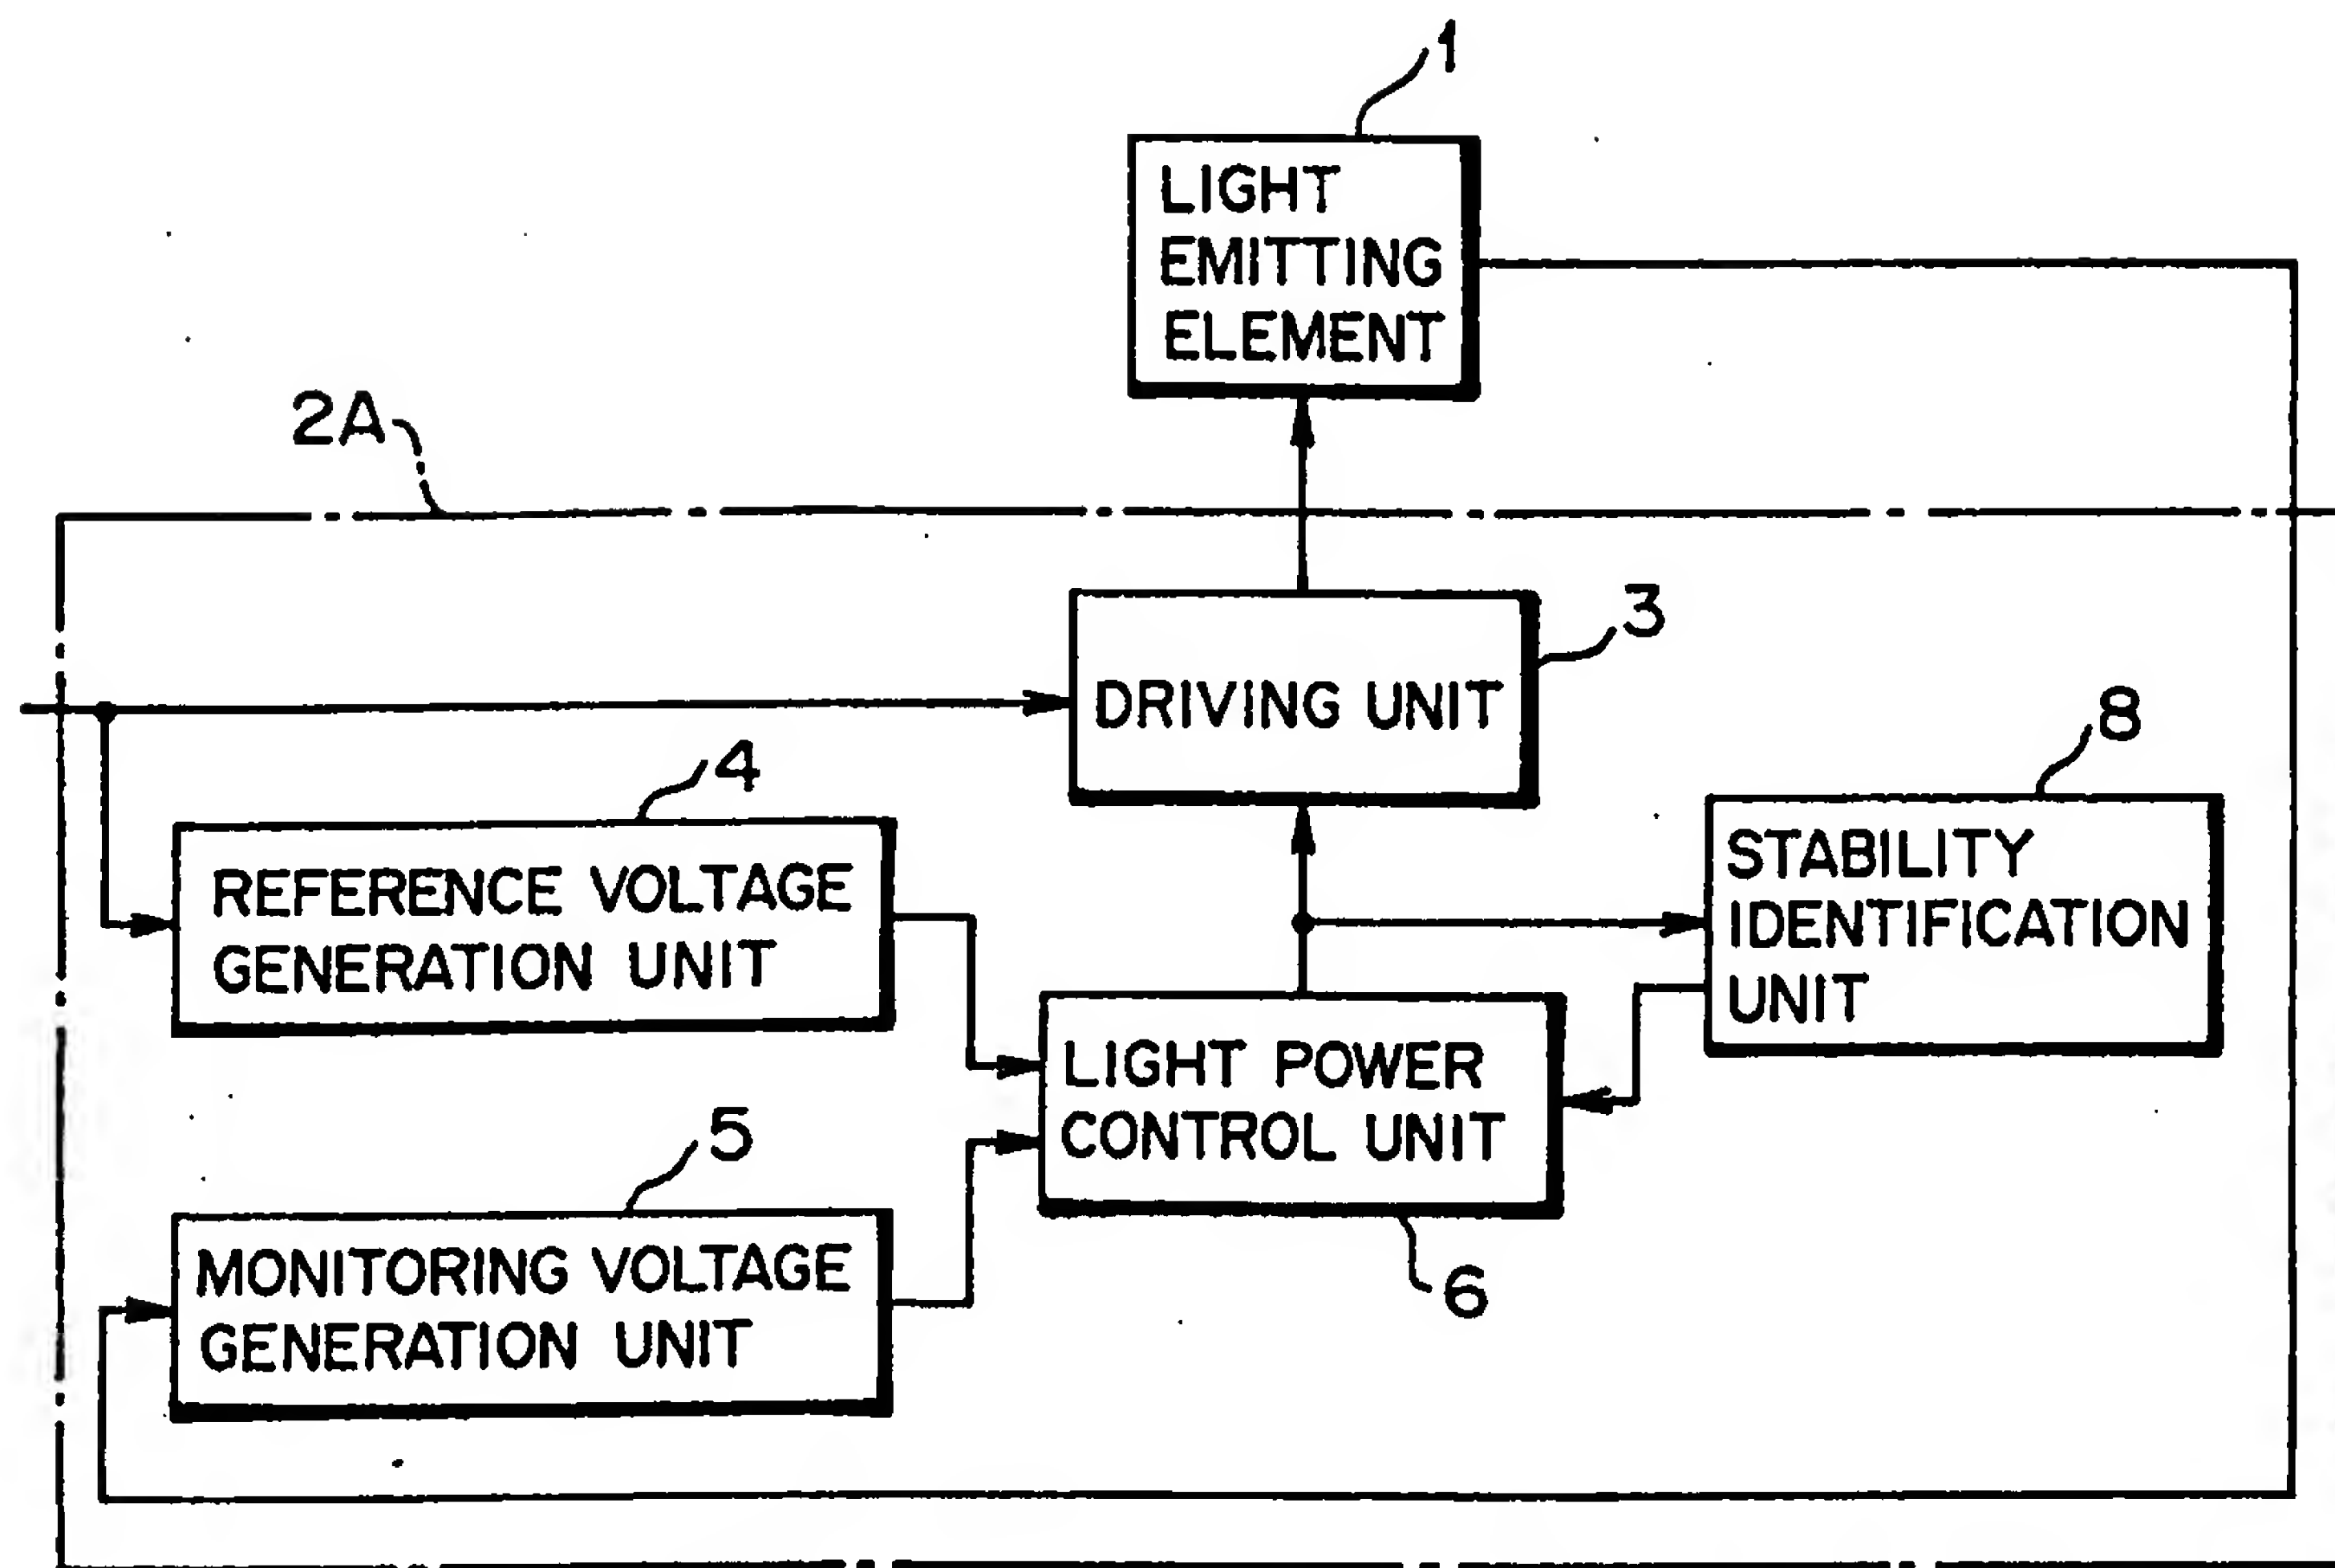 1
LIGHT
EMITTING
ELEMENT
2A
3
DRIVING UNIT
8
4
STABILITY
IDENTIFICATION
UNIT
REFERENCE VOLTAGE
GENERATION UNIT
LIGHT POWER
CONTROL UNIT
5
6
MONITORING VOLTAGE
GENERATION UNIT